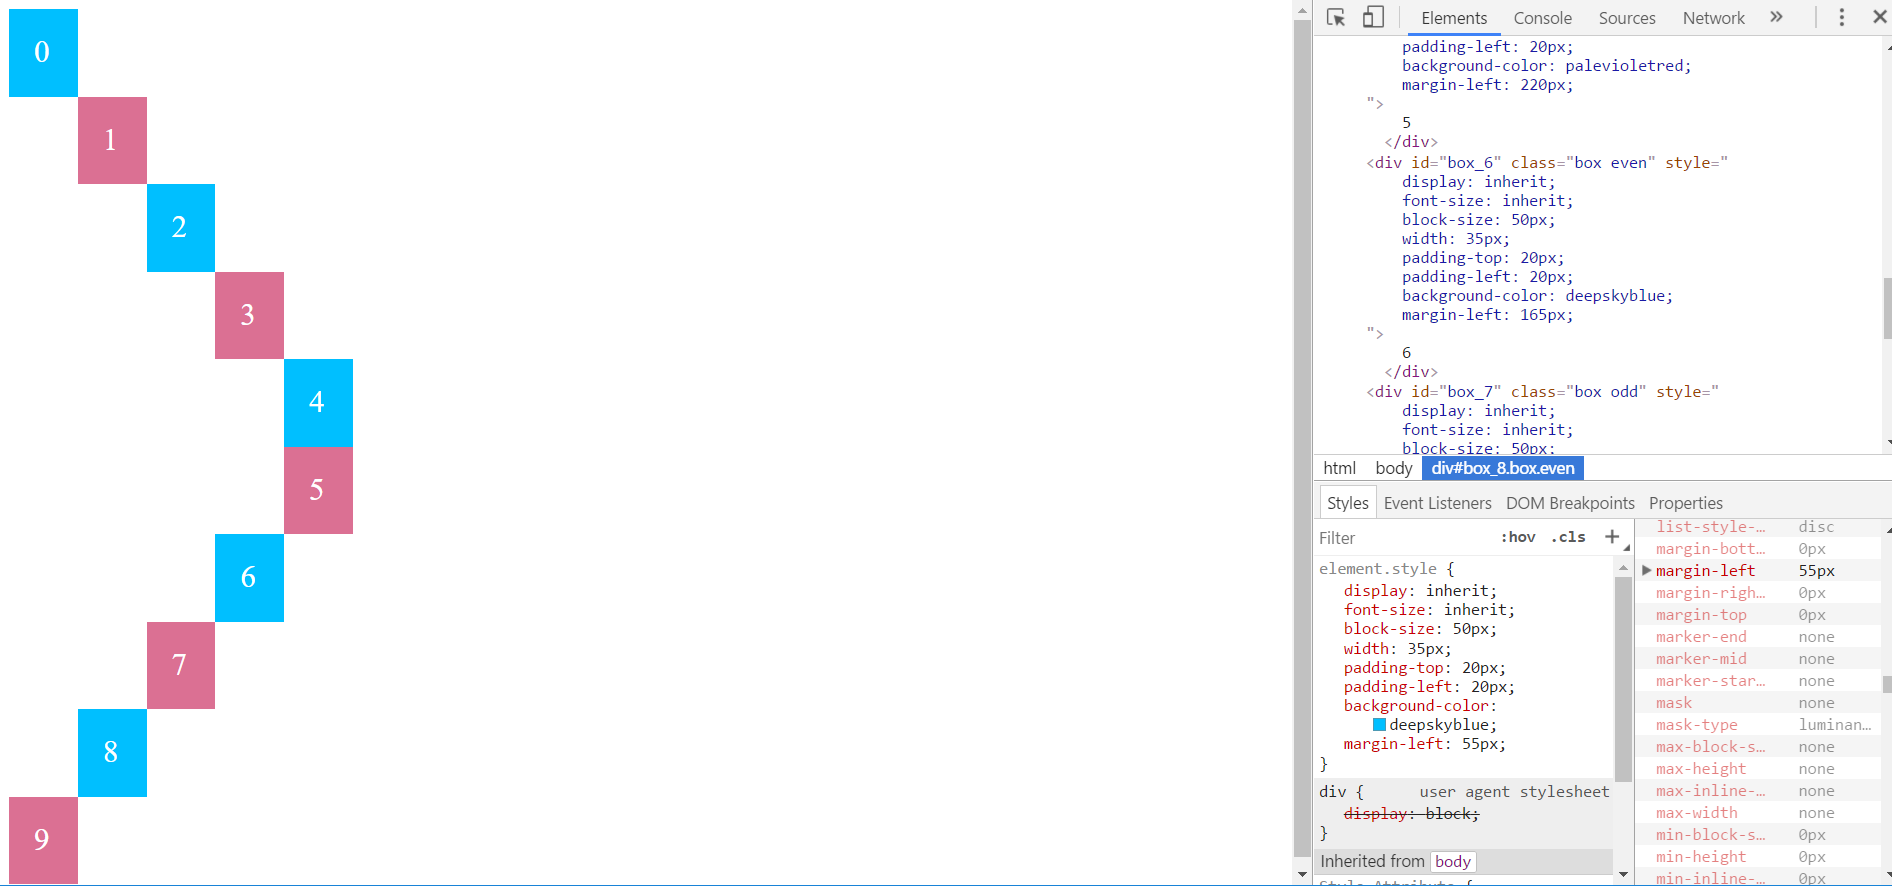 0
1
2
3
4
5
6
7
8
9
Elements Console Sources Network »
padding-left: 20px;
background-color: palevioletred;
margin-left: 220px;
">
5
</div>
<div id="box_6" class="box even" style="
display: inherit;
font-size: inherit;
block-size: 50px;
width: 35px;
padding-top: 20px;
padding-left: 20px;
background-color: deepskyblue;
margin-left: 165px;
">
6
</div>
<div id="box_7" class="box odd" style="
display: inherit;
font-size: inherit;
block-size: 50px;
html body div#box_8.box.even
Styles Event Listeners DOM Breakpoints Properties
Filter :hov .cls +
element.style {
display: inherit;
font-size: inherit;
block-size: 50px;
width: 35px;
padding-top: 20px;
padding-left: 20px;
background-color:
deepskyblue;
margin-left: 55px;
}
div { user agent stylesheet
display: block;
}
Inherited from body
Style Attribute {
list-style-… disc
margin-bott… 0px
margin-left 55px
margin-righ… 0px
margin-top 0px
marker-end none
marker-mid none
marker-star… none
mask none
mask-type luminan…
max-block-s… none
max-height none
max-inline-… none
max-width none
min-block-s… 0px
min-height 0px
min-inline-… 0px